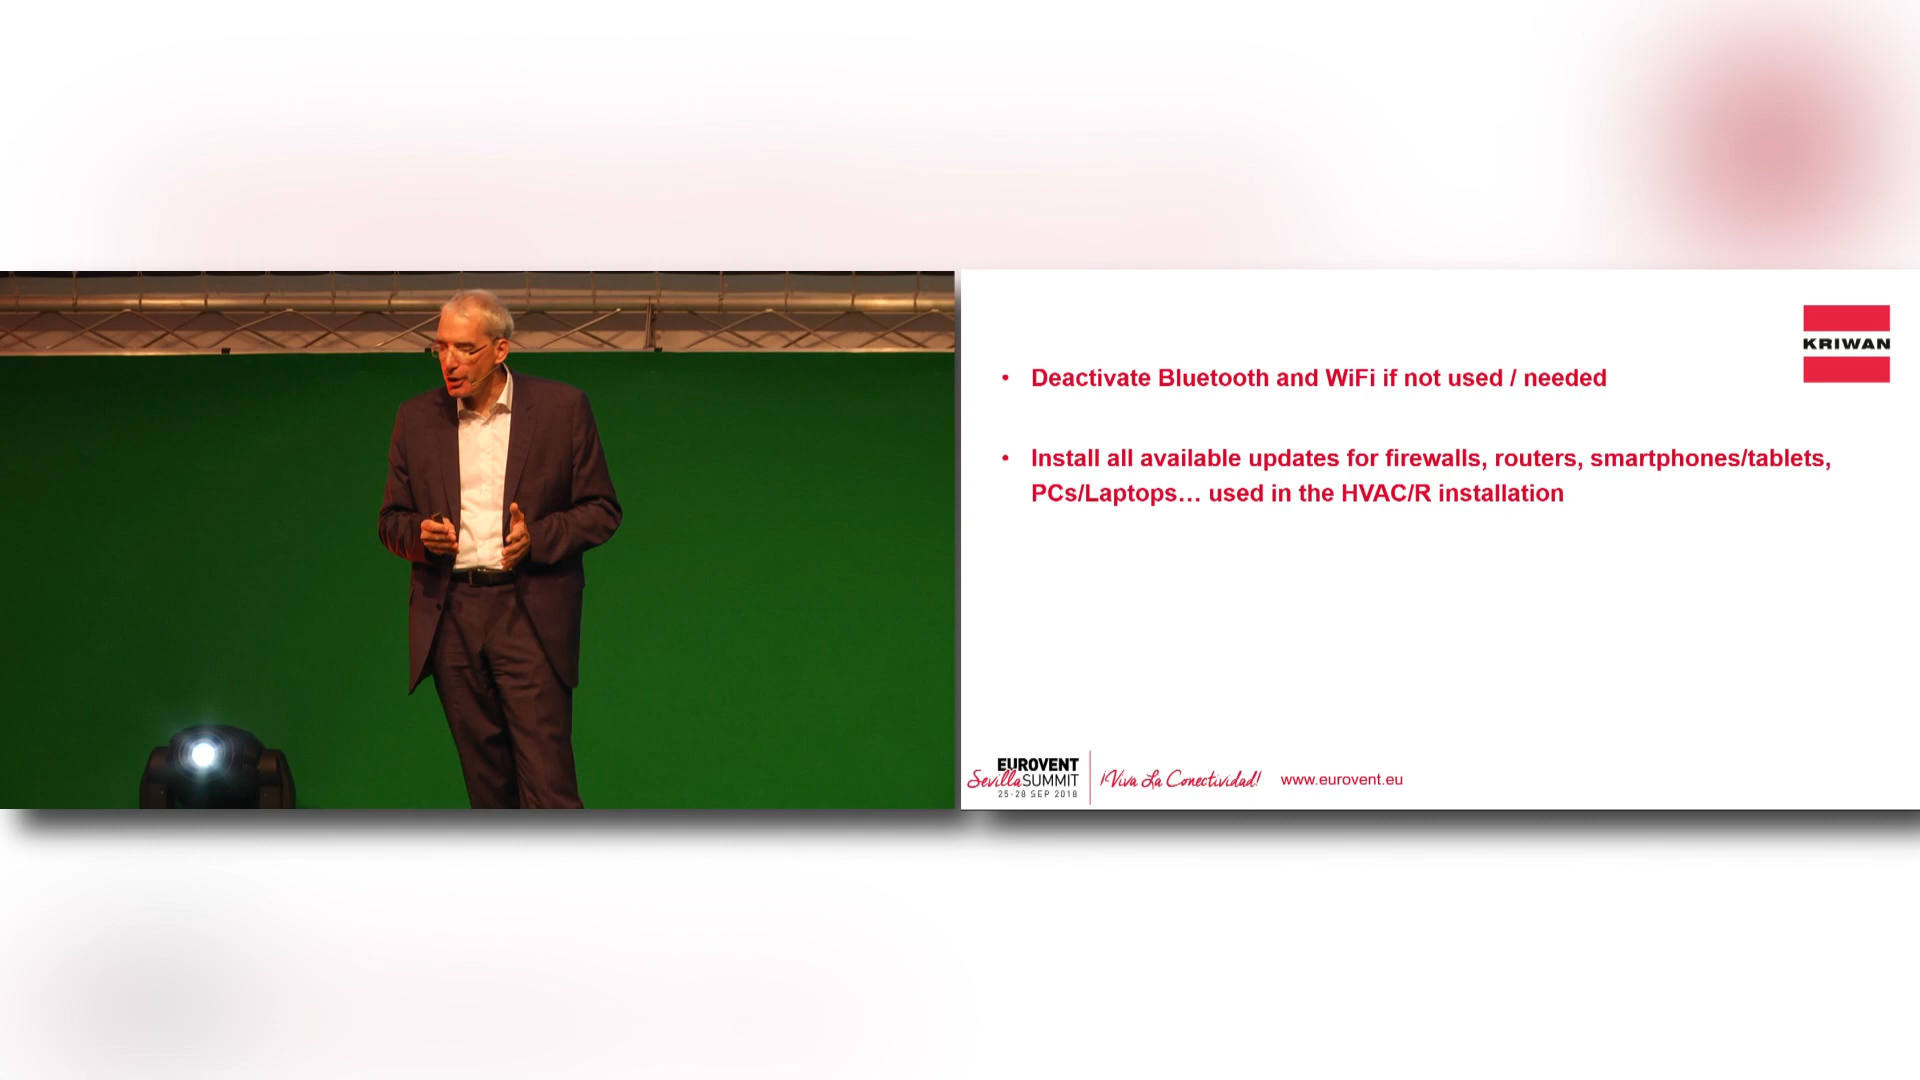 KRIWAN
• Deactivate Bluetooth and WiFi if not used / needed
• Install all available updates for firewalls, routers, smartphones/tablets,
PCs/Laptops… used in the HVAC/R installation
EUROVENT
Sevilla SUMMIT
25-28 SEP 2018
¡Viva La Conectividad!
www.eurovent.eu